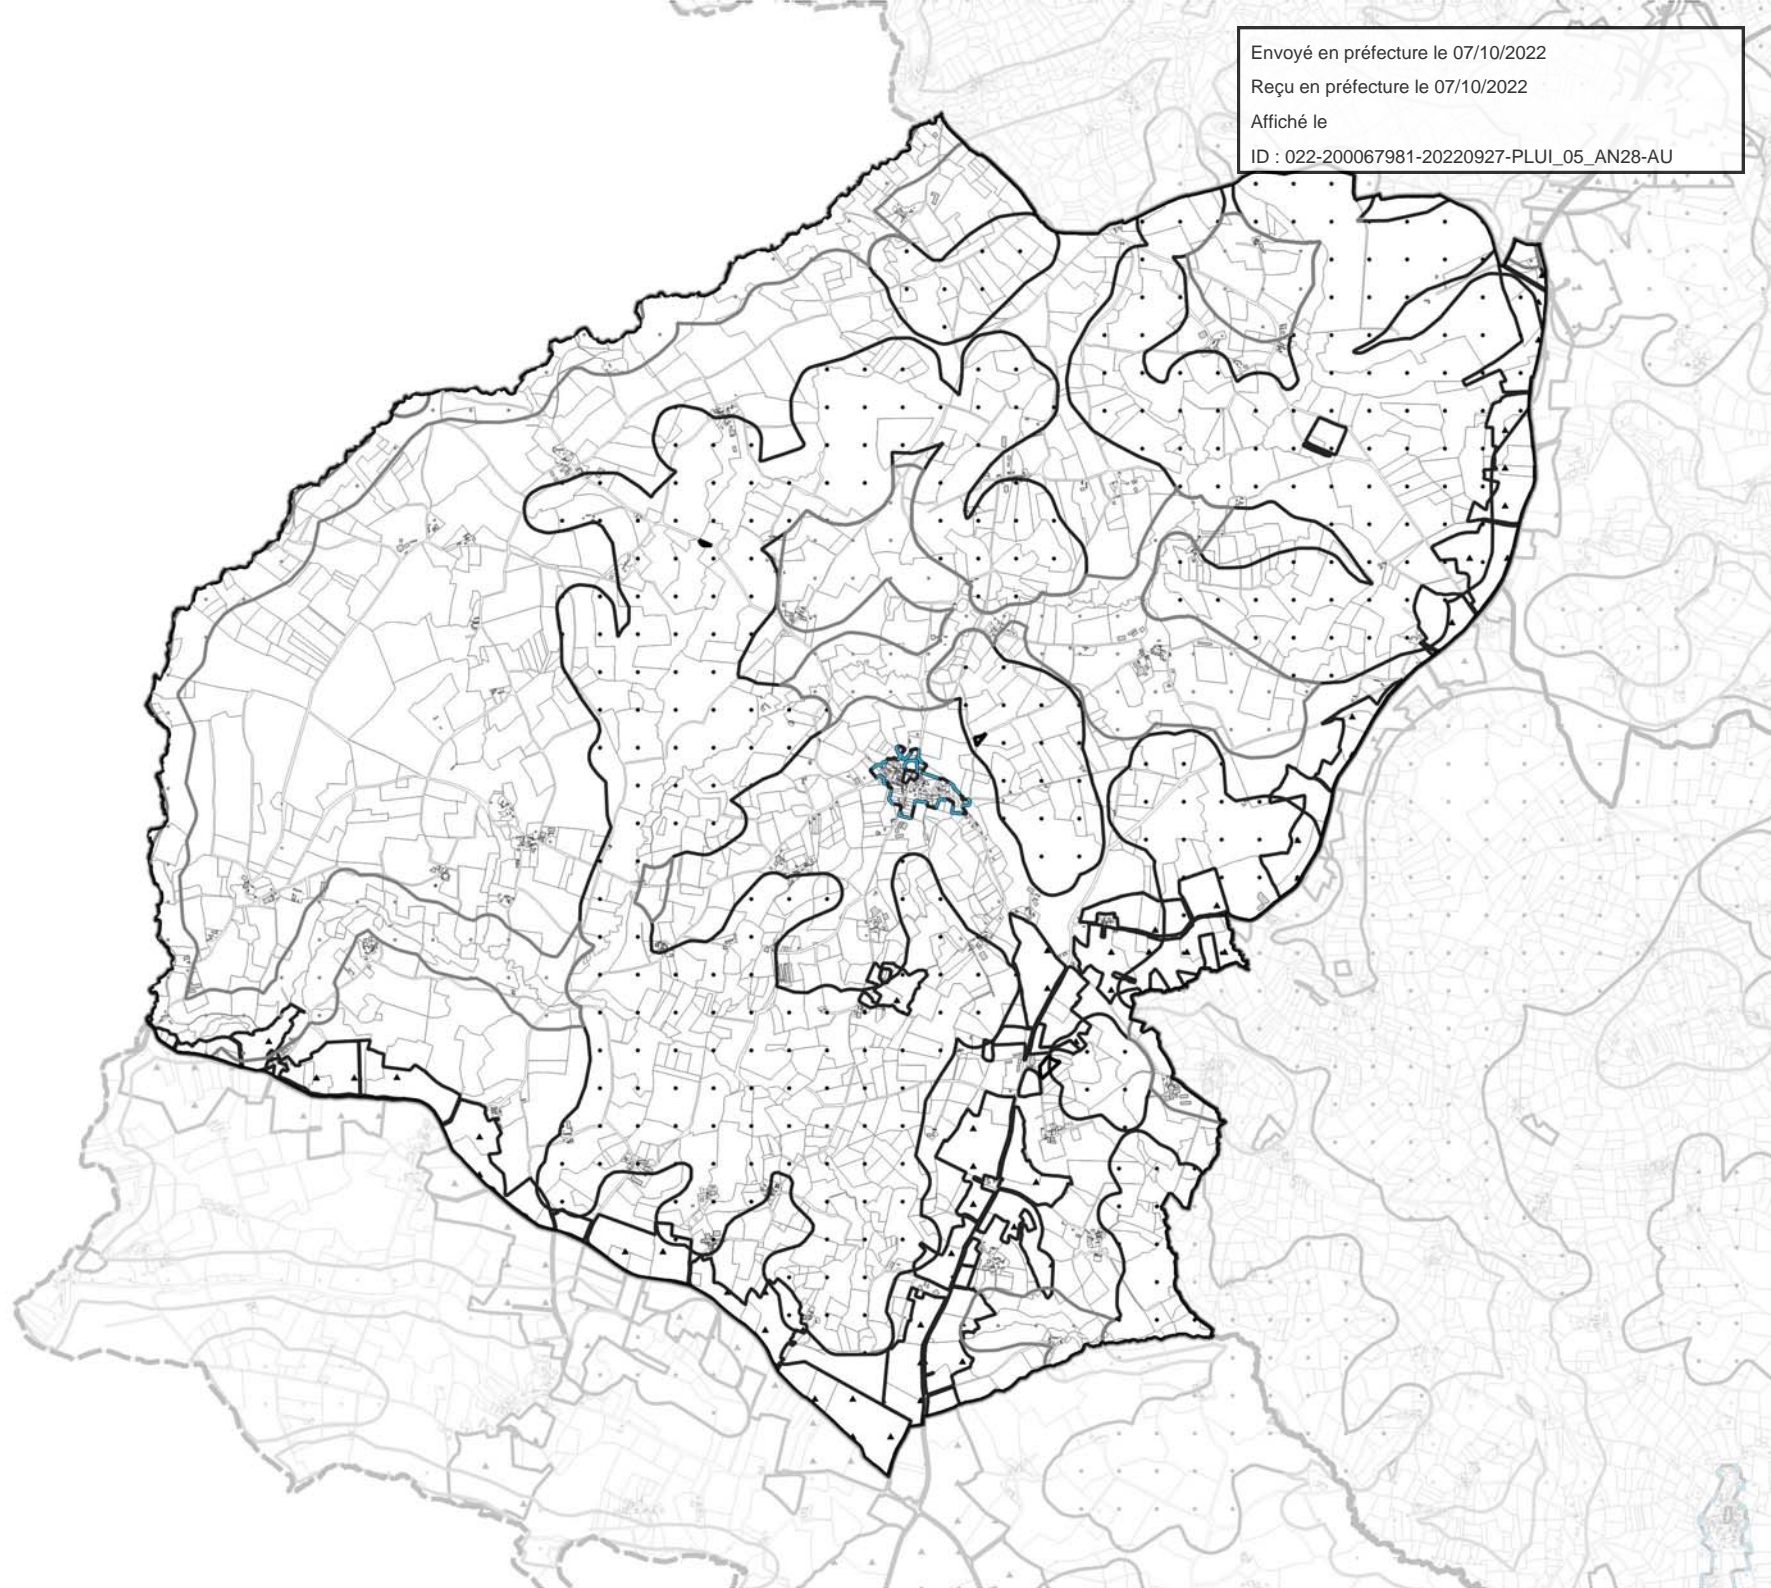 Envoyé en préfecture le 07/10/2022
Reçu en préfecture le 07/10/2022
Affiché le
ID : 022-200067981-20220927-PLUI_05_AN28-AU